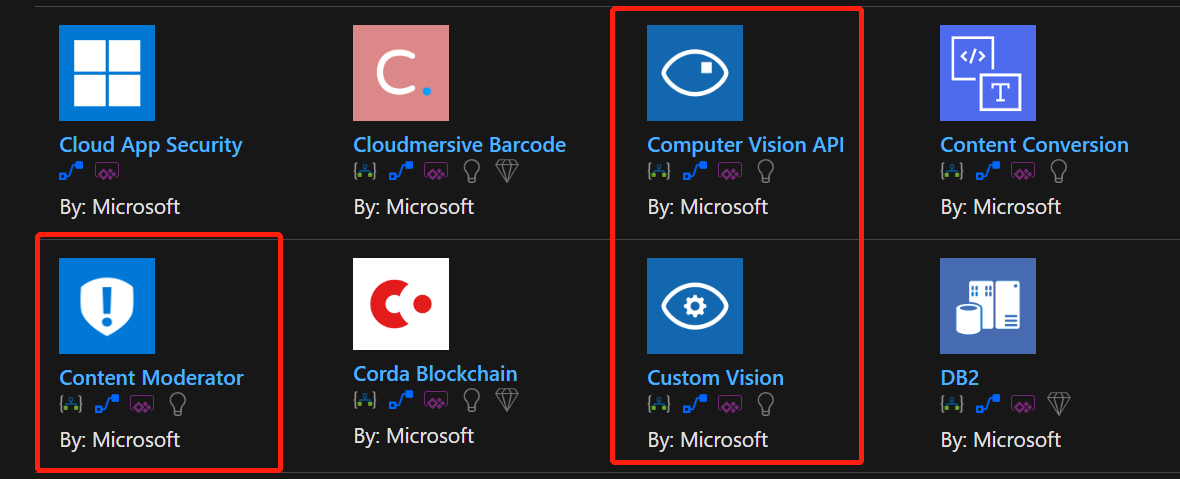 C.
</>
T
Cloud App Security
Cloudmersive Barcode
Computer Vision API
Content Conversion
By: Microsoft
By: Microsoft
By: Microsoft
By: Microsoft
!
Content Moderator
Corda Blockchain
Custom Vision
DB2
By: Microsoft
By: Microsoft
By: Microsoft
By: Microsoft